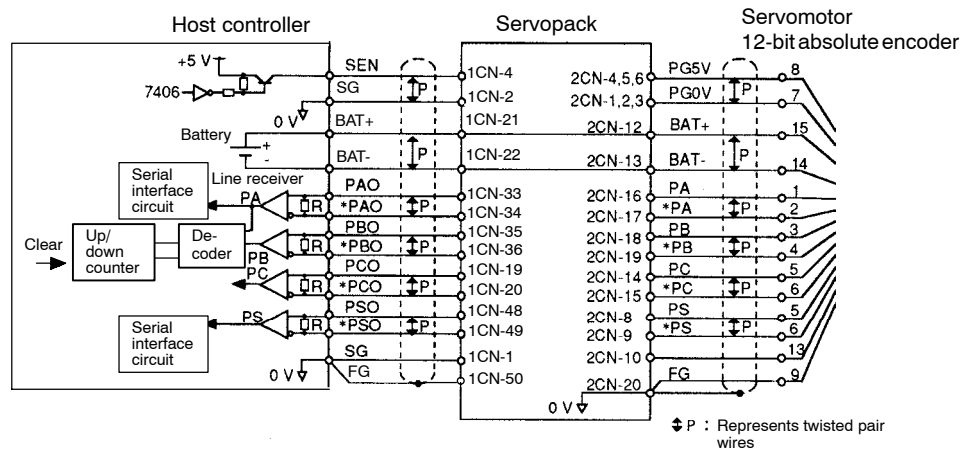 Host controller
Servopack
Servomotor
12-bit absolute encoder
+5 V
7406
SEN
SG
0 V
P
1CN-4
1CN-2
2CN-4,5,6
2CN-1,2,3
PG5V
PG0V
P
8
7
Battery
+
-
BAT+
BAT-
P
1CN-21
1CN-22
2CN-12
2CN-13
BAT+
BAT-
P
15
14
Serial
interface
circuit
Line receiver
PA
R
PAO
*PAO
P
1CN-33
1CN-34
2CN-16
2CN-17
PA
*PA
P
1
2
Clear
Up/
down
counter
De-
coder
PB
R
PBO
*PBO
P
1CN-35
1CN-36
2CN-18
2CN-19
PB
*PB
P
3
4
PC
R
PCO
*PCO
P
1CN-19
1CN-20
2CN-14
2CN-15
PC
*PC
P
5
6
Serial
interface
circuit
PS
R
PSO
*PSO
P
1CN-48
1CN-49
2CN-8
2CN-9
PS
*PS
P
5
6
2CN-10
13
0 V
SG
FG
1CN-1
1CN-50
0 V
2CN-20
FG
9
P : Represents twisted pair
wires